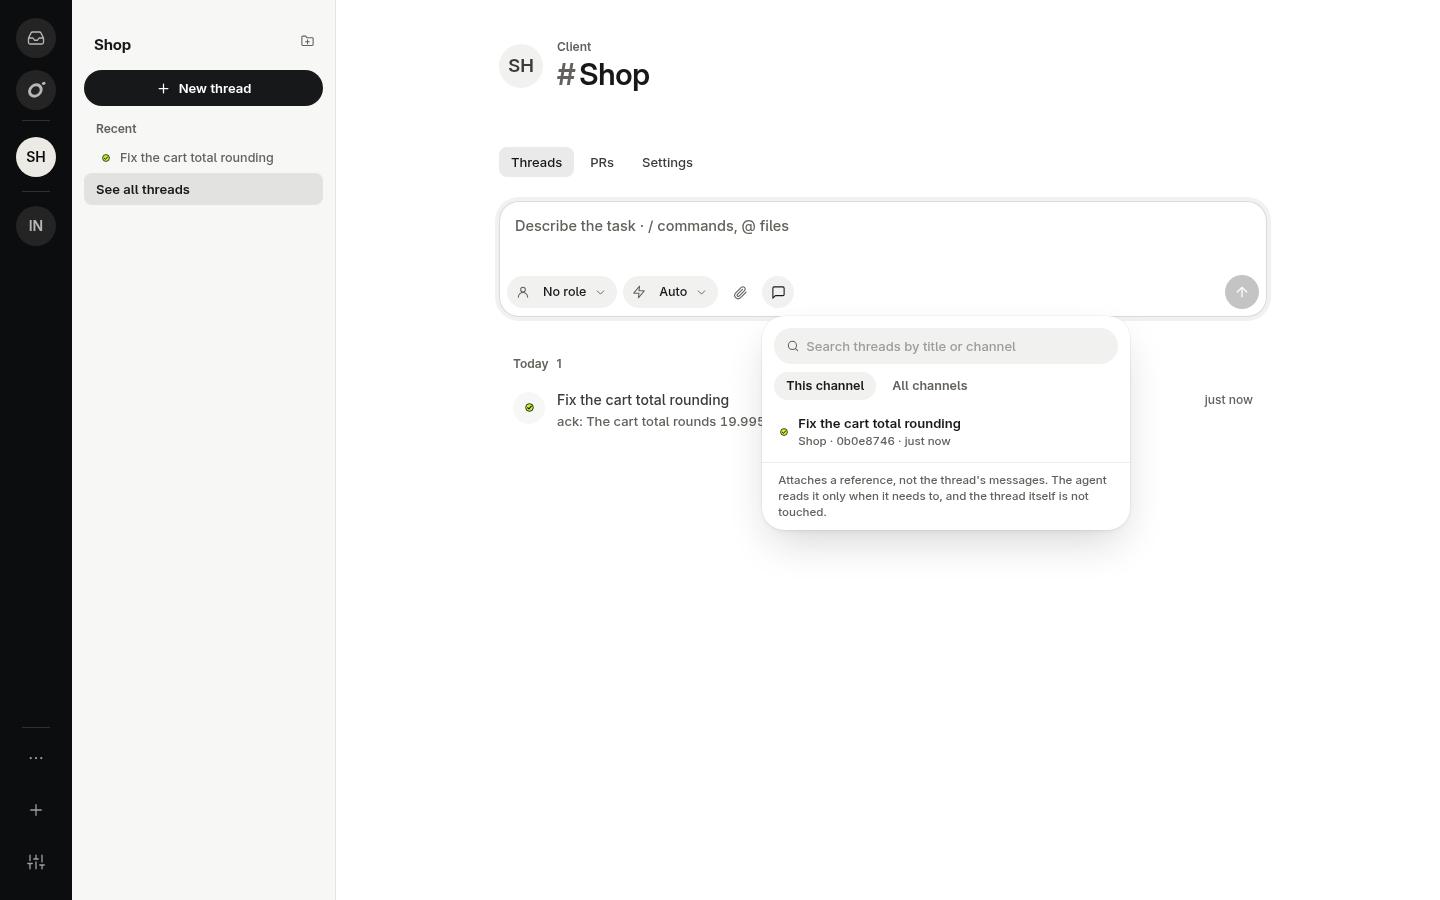 Shop
New thread
Recent
SH
Fix the cart total rounding
See all threads
IN
SH
Client
# Shop
Threads
PRs
Settings
Describe the task · / commands, @ files
No role
Auto
Search threads by title or channel
This channel
All channels
Fix the cart total rounding
Shop · 0b0e8746 · just now
Attaches a reference, not the thread's messages. The agent
reads it only when it needs to, and the thread itself is not
touched.
Today 1
Fix the cart total rounding
just now
ack: The cart total rounds 19.995